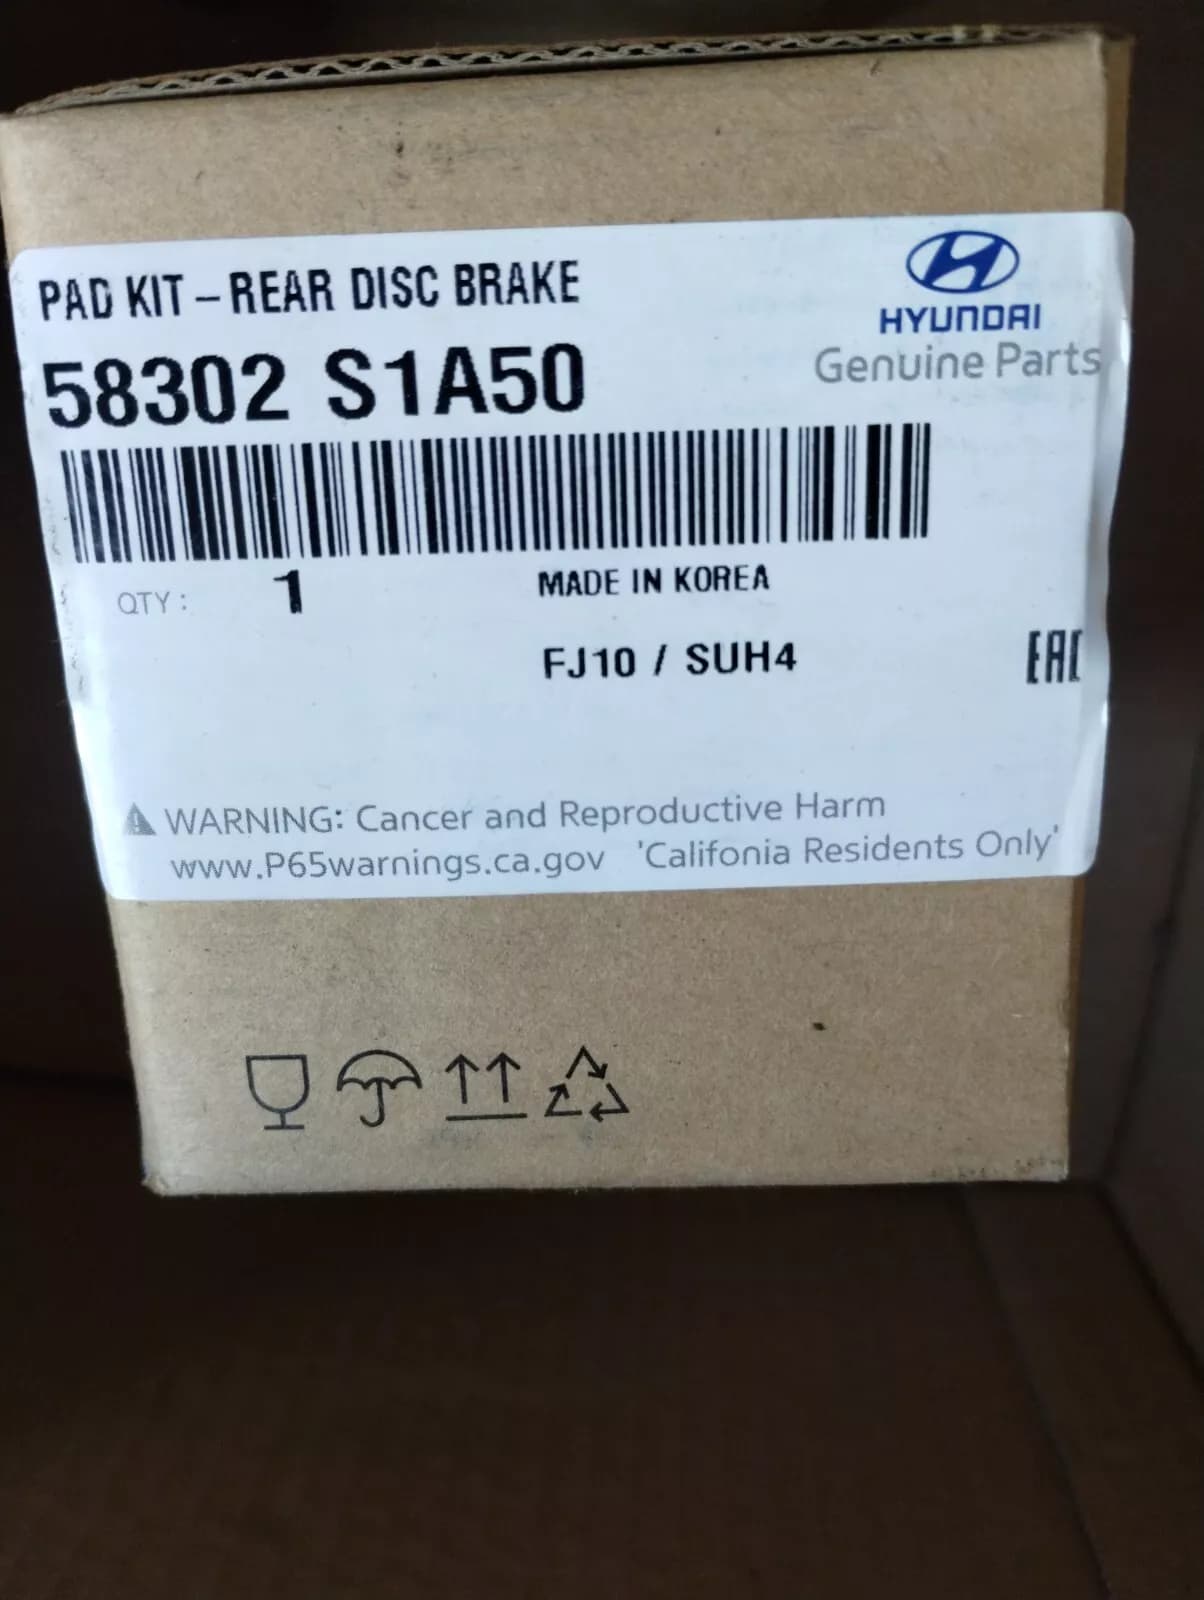 PAD KIT – REAR DISC BRAKE
HYUNDAI
58302 S1A50
Genuine Parts
QTY : 1
MADE IN KOREA
FJ10 / SUH4
EAC
WARNING: Cancer and Reproductive Harm
www.P65warnings.ca.gov 'Califonia Residents Only'